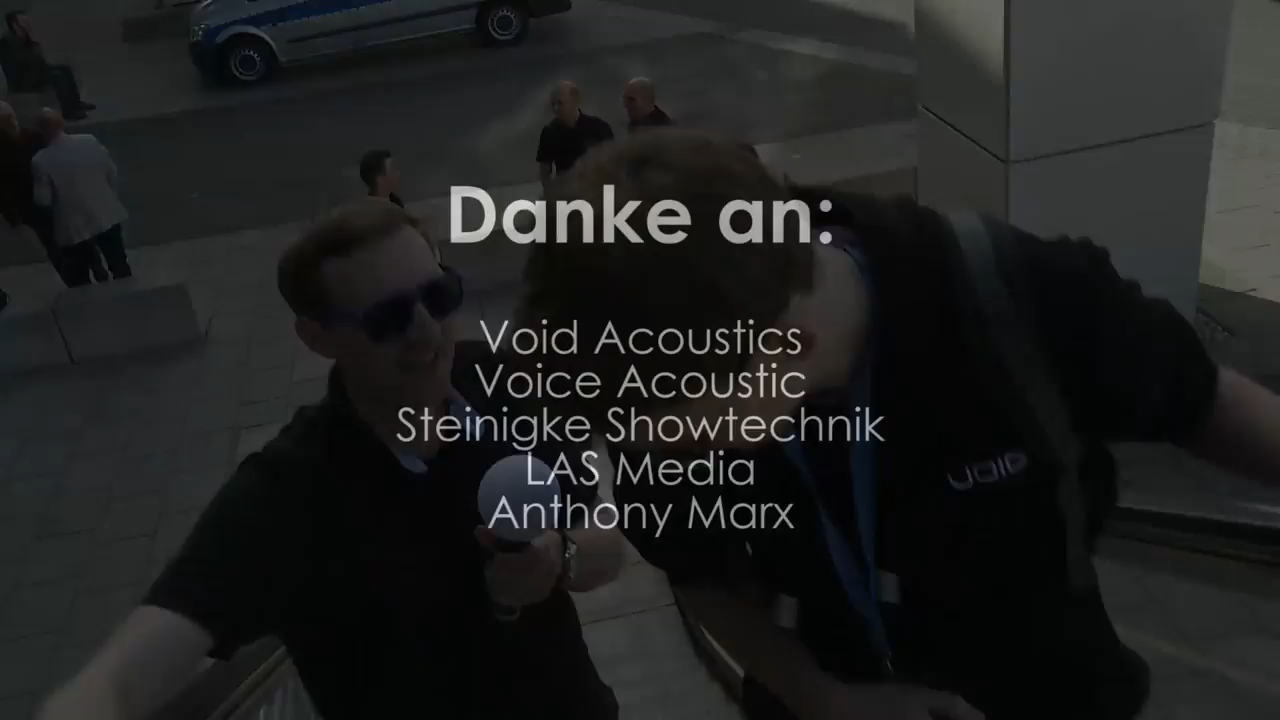 Danke an:
Void Acoustics
Voice Acoustic
Steinigke Showtechnik
LAS Media
Anthony Marx
VOID